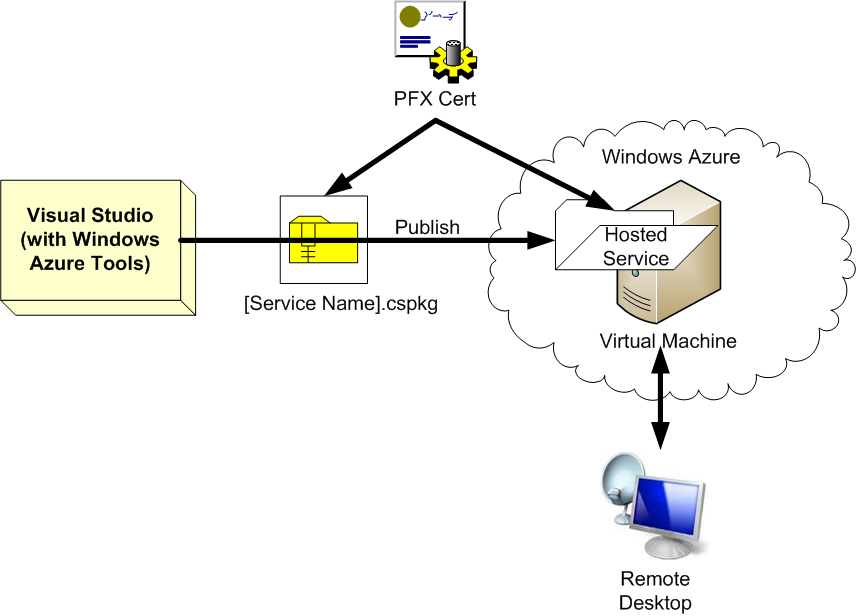 PFX Cert
Windows Azure
Visual Studio
(with Windows
Azure Tools)
Publish
Hosted
Service
[Service Name].cspkg
Virtual Machine
Remote
Desktop